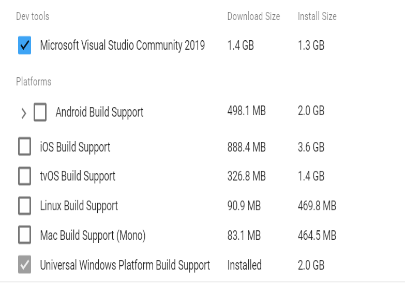 Dev tools Download Size Install Size
Microsoft Visual Studio Community 2019 1.4 GB 1.3 GB
Platforms
Android Build Support 498.1 MB 2.0 GB
iOS Build Support 888.4 MB 3.6 GB
tvOS Build Support 326.8 MB 1.4 GB
Linux Build Support 90.9 MB 469.8 MB
Mac Build Support (Mono) 83.1 MB 464.5 MB
Universal Windows Platform Build Support Installed 2.0 GB